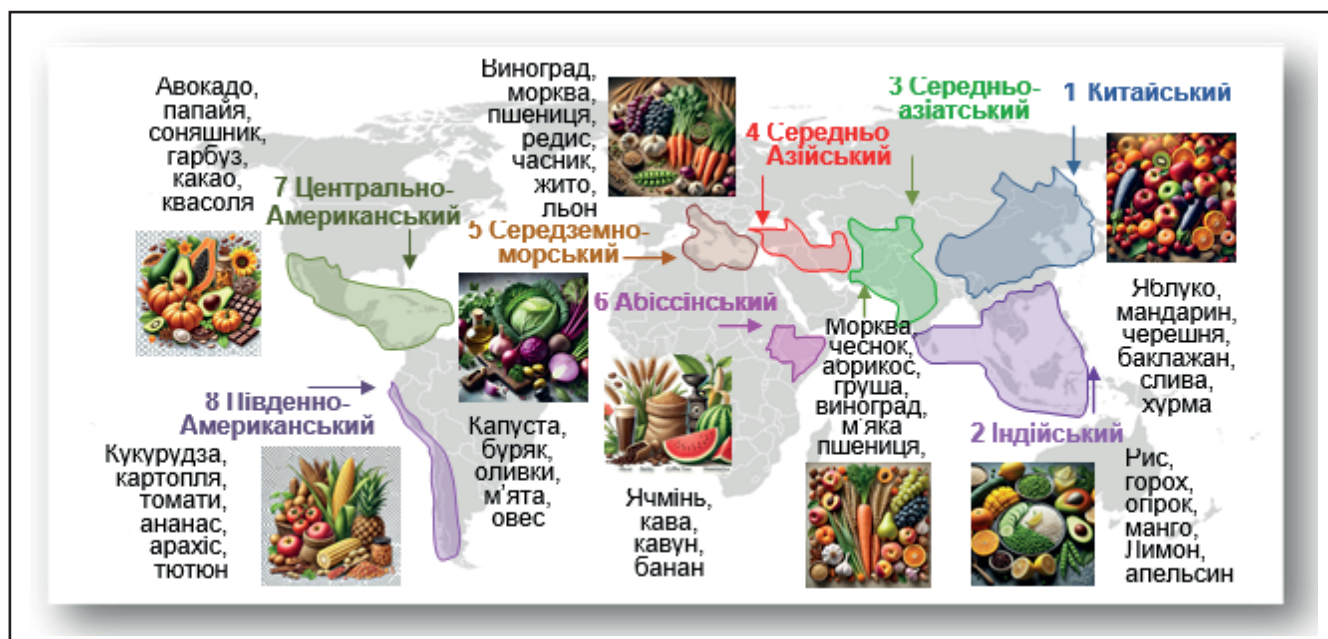 Авокадо,
папайя,
соняшник,
гарбуз,
какао,
квасоля
7 Центрально-
Американський
Виноград,
морква,
пшениця,
редис,
часник,
жито,
льон
5 Середземно-
морський
4 Середньо
Азійський
3 Середньо-
азіатський
1 Китайський
Яблуко,
мандарин,
черешня,
баклажан,
слива,
хурма
6 Абіссінський
Морква,
чеснок,
абрикос,
груша,
виноград,
м'яка
пшениця,
8 Південно-
Американський
Кукурудза,
картопля,
томати,
ананас,
арахіс,
тютюн
Капуста,
буряк,
оливки,
м'ята,
овес
Ячмінь,
кава,
кавун,
банан
2 Індійський
Рис,
горох,
огірок,
манго,
Лимон,
апельсин